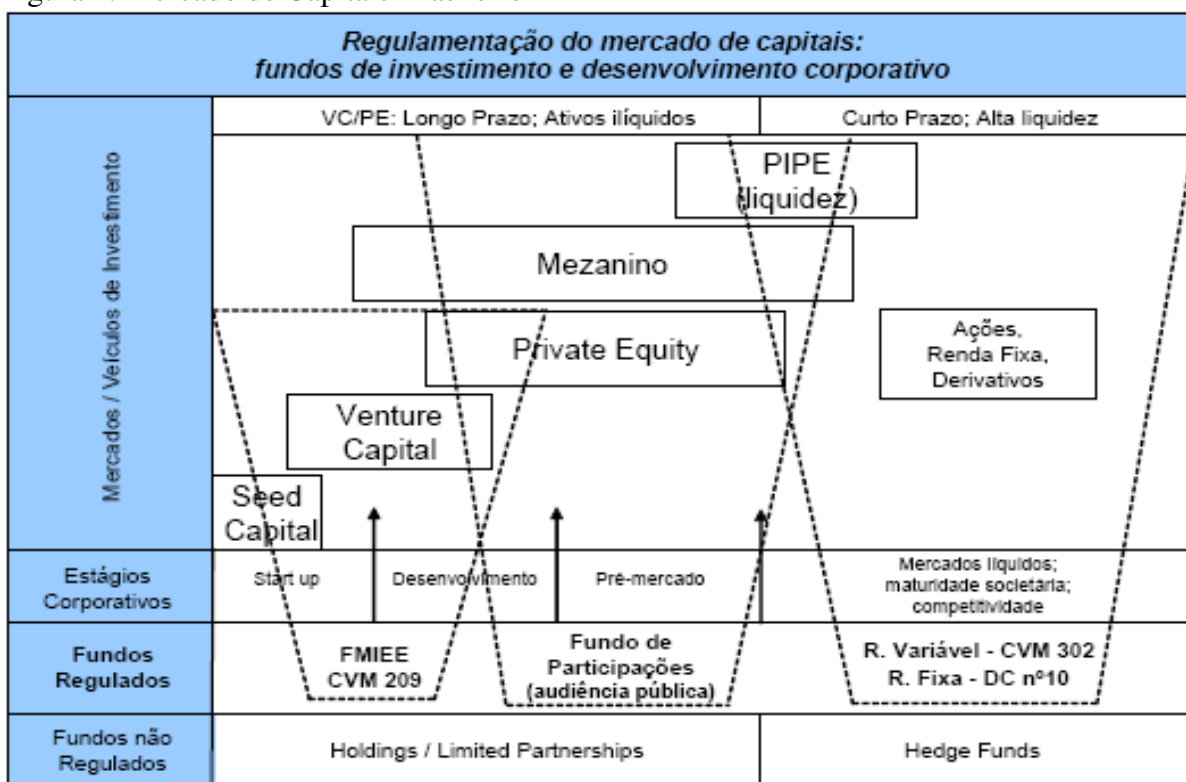 Regulamentação do mercado de capitais:
fundos de investimento e desenvolvimento corporativo
VC/PE: Longo Prazo; Ativos ilíquidos
Curto Prazo; Alta liquidez
Mercados / Veículos de Investimento
PIPE
(liquidez)
Mezanino
Private Equity
Ações,
Renda Fixa,
Derivativos
Venture
Capital
Seed
Capital
Estágios
Corporativos
Start up
Desenvolvimento
Pré-mercado
Mercados líquidos;
maturidade societária;
competitividade
Fundos
Regulados
FMIEE
CVM 209
Fundo de
Participações
(audiência pública)
R. Variável - CVM 302
R. Fixa - DC nº10
Fundos não
Regulados
Holdings / Limited Partnerships
Hedge Funds